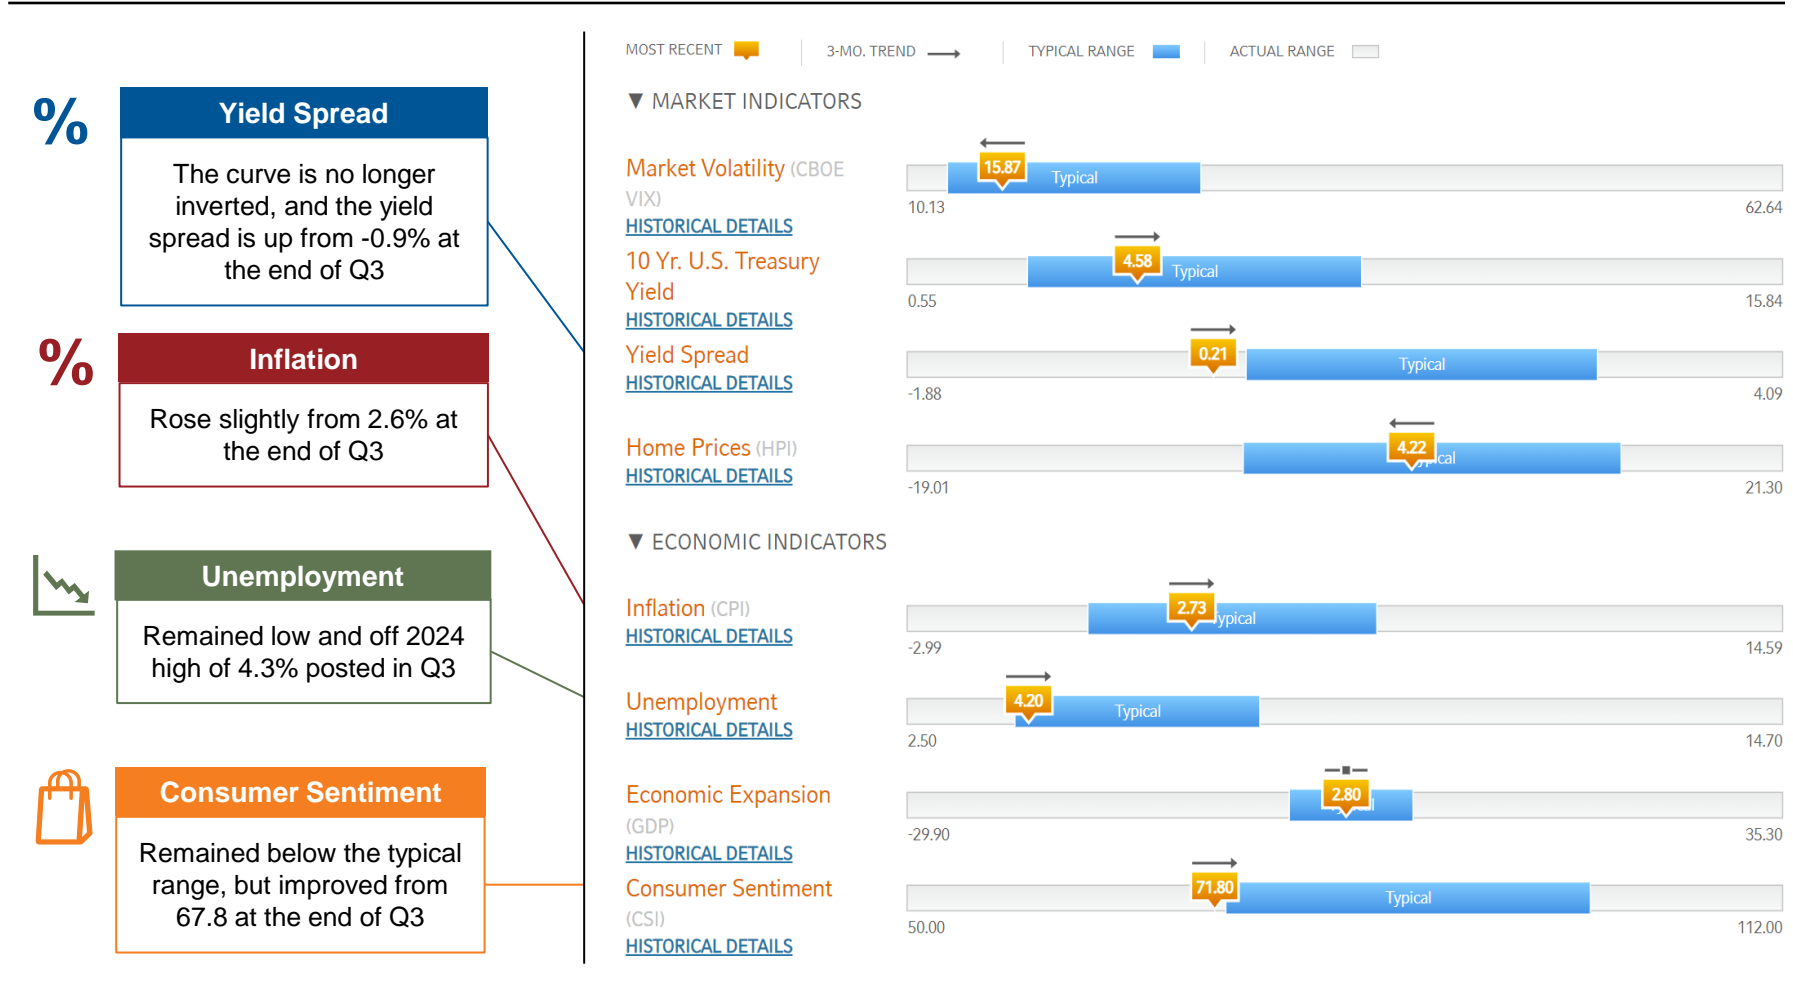 %
Yield Spread
The curve is no longer
inverted, and the yield
spread is up from -0.9% at
the end of Q3
%
Inflation
Rose slightly from 2.6% at
the end of Q3
Unemployment
Remained low and off 2024
high of 4.3% posted in Q3
Consumer Sentiment
Remained below the typical
range, but improved from
67.8 at the end of Q3
MOST RECENT
3-MO. TREND
TYPICAL RANGE
ACTUAL RANGE
▼ MARKET INDICATORS
Market Volatility (CBOE
VIX)
HISTORICAL DETAILS
15.87
Typical
10.13
62.64
10 Yr. U.S. Treasury
Yield
HISTORICAL DETAILS
4.58
Typical
0.55
15.84
Yield Spread
HISTORICAL DETAILS
0.21
Typical
-1.88
4.09
Home Prices (HPI)
HISTORICAL DETAILS
4.22
Typical
-19.01
21.30
▼ ECONOMIC INDICATORS
Inflation (CPI)
HISTORICAL DETAILS
2.73
Typical
-2.99
14.59
Unemployment
HISTORICAL DETAILS
4.20
Typical
2.50
14.70
Economic Expansion
(GDP)
HISTORICAL DETAILS
2.80
-29.90
35.30
Consumer Sentiment
(CSI)
HISTORICAL DETAILS
71.80
Typical
50.00
112.00